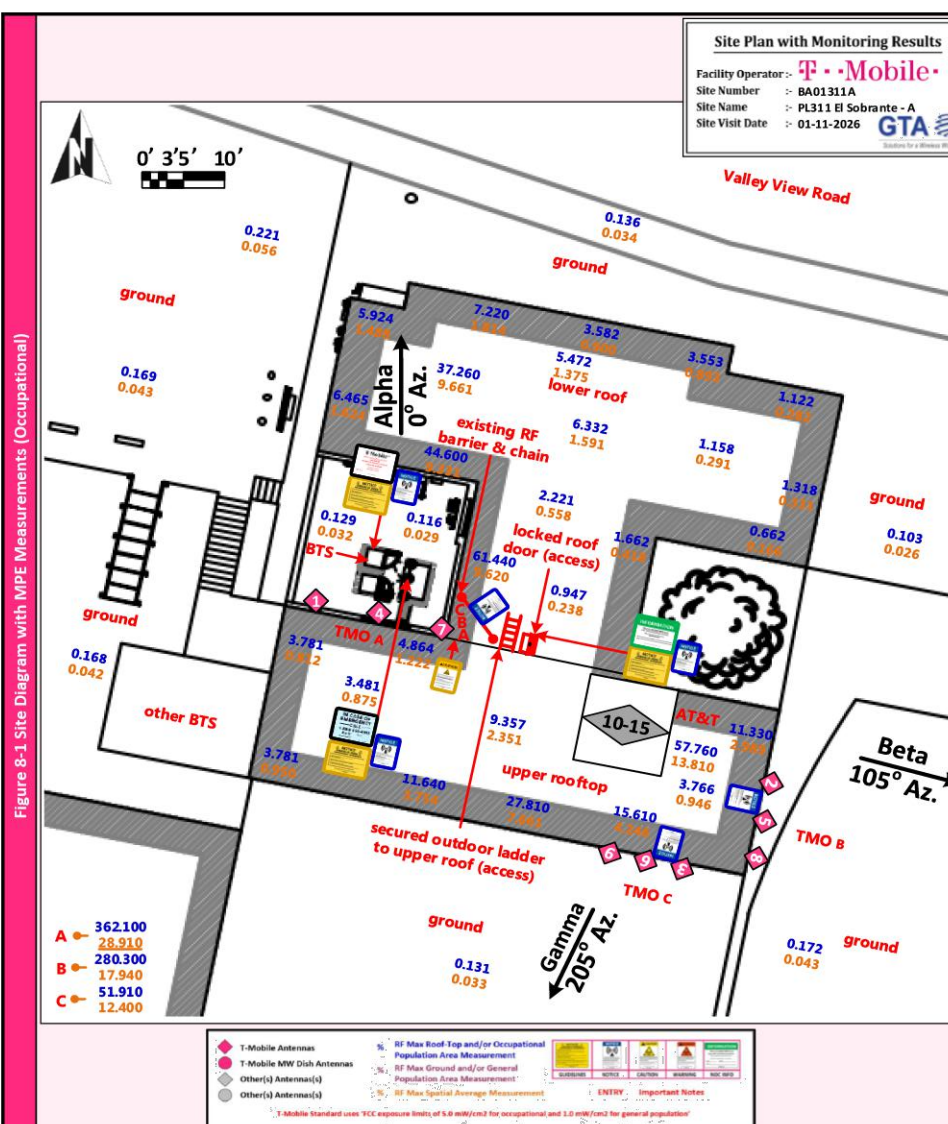 Site Plan with Monitoring Results
Facility Operator :- T··Mobile·
Site Number :- BA01311A
Site Name :- PL311 El Sobrante - A
Site Visit Date :- 01-11-2026
GTA
N
0' 3'5' 10'
Valley View Road
0.136
0.034
0.221
0.056
ground
ground
5.924
7.220
3.582
3.553
0.169
0.043
37.260
9.661
5.472
1.375
lower roof
1.122
Alpha
0° Az.
6.465
existing RF
barrier & chain
6.332
1.591
1.158
0.291
44.600
1.318
ground
0.129
0.032
0.116
0.029
2.221
0.558
locked roof
door (access)
1.662
0.662
0.103
0.026
BTS
61.440
0.947
0.238
ground
1
4
7
C
B
A
TMO A
3.781
4.864
1.222
0.168
0.042
3.481
0.875
other BTS
9.357
2.351
10-15
AT&T
11.330
57.760
13.810
Beta
105° Az.
3.781
11.640
upper rooftop
3.766
0.946
27.810
15.610
2
5
8
TMO B
secured outdoor ladder
to upper roof (access)
6
9
3
TMO C
ground
Gamma
205° Az.
0.172
0.043
ground
0.131
0.033
A 362.100
28.910
B 280.300
17.940
C 51.910
12.400
Figure 8-1 Site Diagram with MPE Measurements (Occupational)
T-Mobile Antennas
T-Mobile MW Dish Antennas
Other(s) Antennas(s)
Other(s) Antennas(s)
% RF Max Roof-Top and/or Occupational
Population Area Measurement
% RF Max Ground and/or General
Population Area Measurement
% RF Max Spatial Average Measurement
GUIDELINES NOTICE CAUTION WARNING NOC INFO
ENTRY - Important Notes
'T-Mobile Standard uses 'FCC exposure limits of 5.0 mW/cm2 for occupational and 1.0 mW/cm2 for general population'